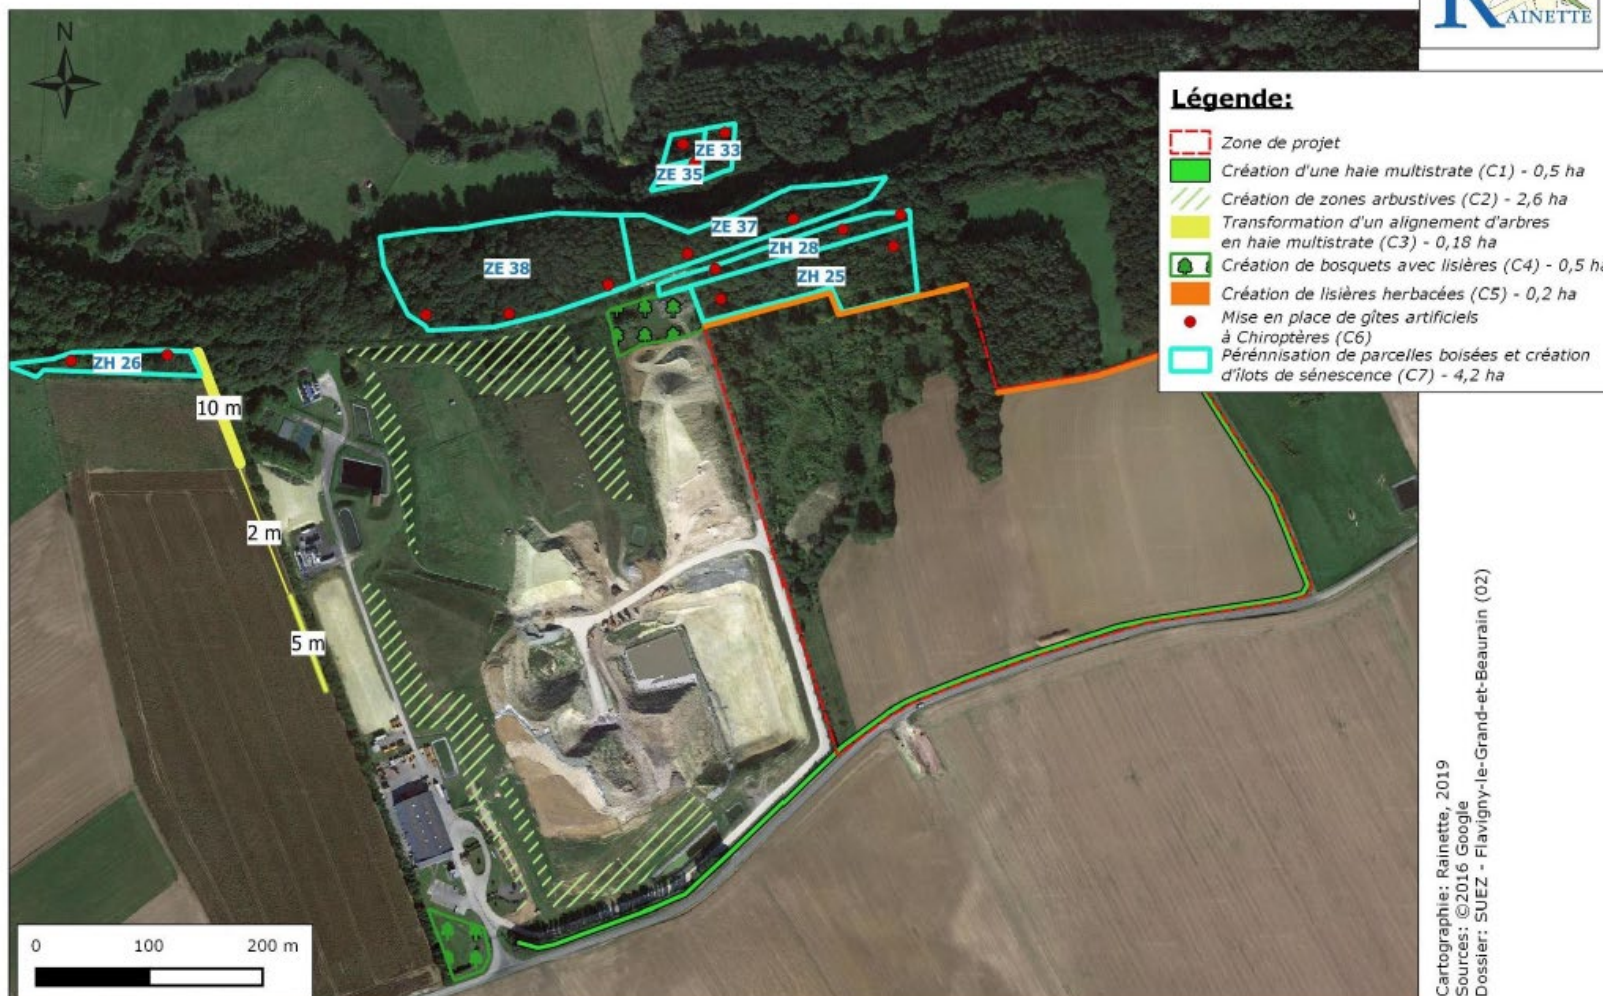 RAINETTE
N
Légende:
Zone de projet
Création d'une haie multistrate (C1) - 0,5 ha
Création de zones arbustives (C2) - 2,6 ha
Transformation d'un alignement d'arbres
en haie multistrate (C3) - 0,18 ha
Création de bosquets avec lisières (C4) - 0,5 ha
Création de lisières herbacées (C5) - 0,2 ha
Mise en place de gîtes artificiels
à Chiroptères (C6)
Pérénnisation de parcelles boisées et création
d'îlots de sénescence (C7) - 4,2 ha
ZE 33
ZE 35
ZE 37
ZH 28
ZE 38
ZH 25
ZH 26
10 m
2 m
5 m
0 100 200 m
Cartographie: Rainette, 2019
Sources: ©2016 Google
Dossier: SUEZ - Flavigny-le-Grand-et-Beaurain (02)